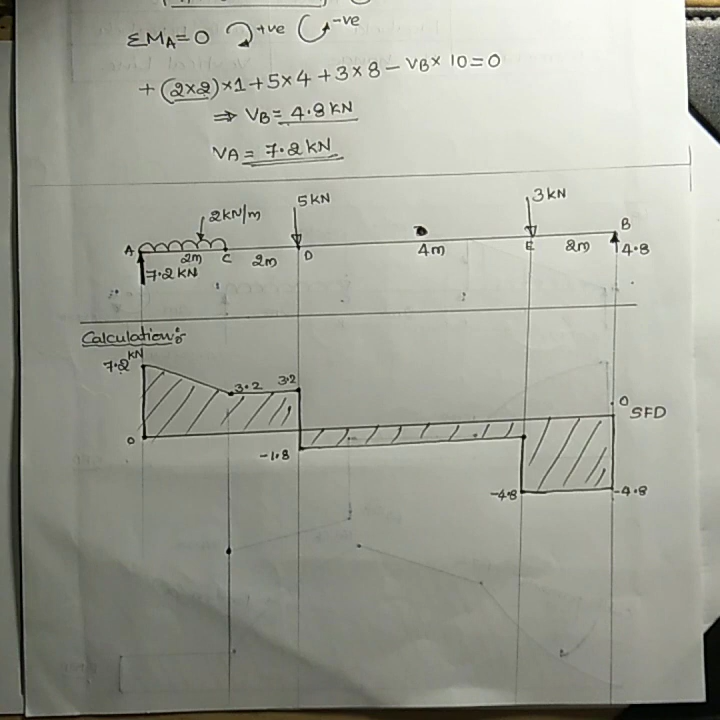 ΣMA=0 +ve -ve
+ (2×2)×1+5×4+3×8-VB×10=0
⇒ VB= 4.8 kN
VA= 7.2 kN
2kN/m 5kN 3kN
A 2m C 2m D 4m E 2m B
7.2 kN 4.8
Calculation:
7.2 kN 3.2 3.2
0 0 SFD
-1.8
-4.8 -4.8